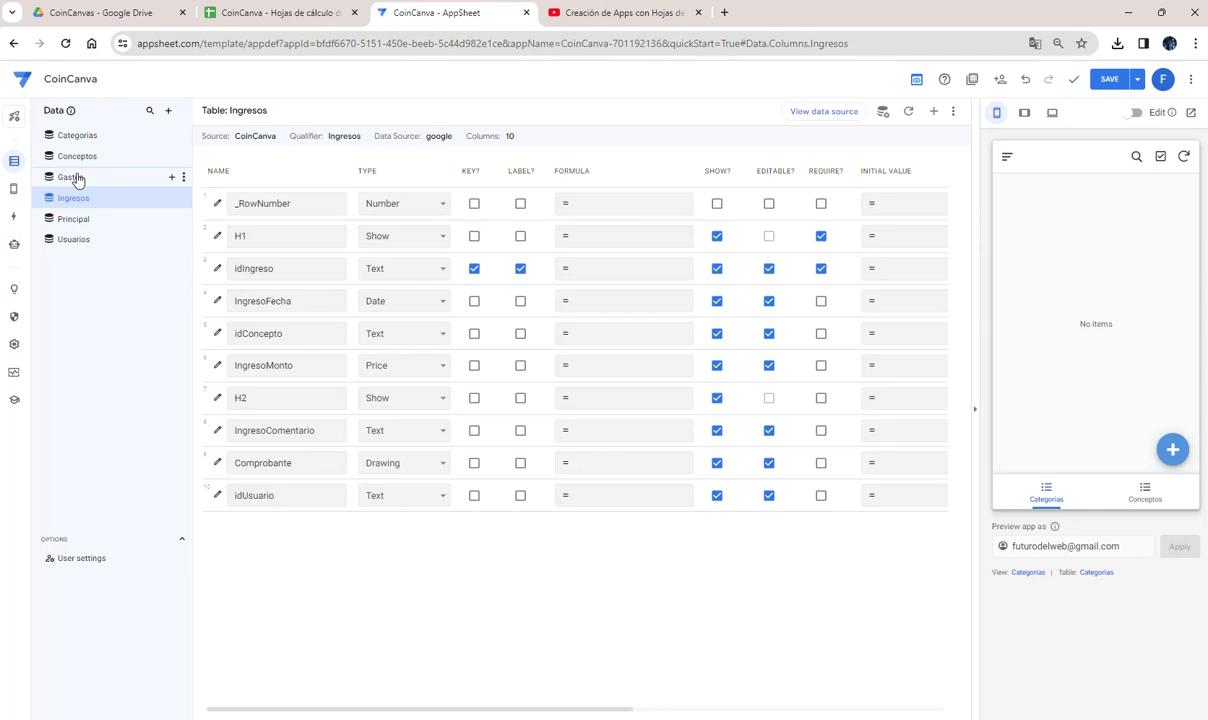 CoinCanvas - Google Drive
CoinCanva - Hojas de cálculo d
CoinCanva - AppSheet
Creación de Apps con Hojas de
appsheet.com/template/appdef?appId=bfdf6670-5151-450e-beeb-5c44d982e1ce&appName=CoinCanva-701192136&quickStart=True#Data.Columns.Ingresos
CoinCanva
SAVE
F
Data
Table: Ingresos
View data source
Edit
Categorias
Source: CoinCanva Qualifier: Ingresos Data Source: google Columns: 10
Conceptos
Ingresos
Principal
Usuarios
NAME TYPE KEY? LABEL? FORMULA SHOW? EDITABLE? REQUIRE? INITIAL VALUE
1 _RowNumber Number = =
2 H1 Show = =
3 idIngreso Text = =
4 IngresoFecha Date = =
5 idConcepto Text = =
6 IngresoMonto Price = =
7 H2 Show = =
8 IngresoComentario Text = =
9 Comprobante Drawing = =
10 idUsuario Text = =
OPTIONS
User settings
No items
Categorias Conceptos
Preview app as
futurodelweb@gmail.com Apply
View: Categorias | Table: Categorias